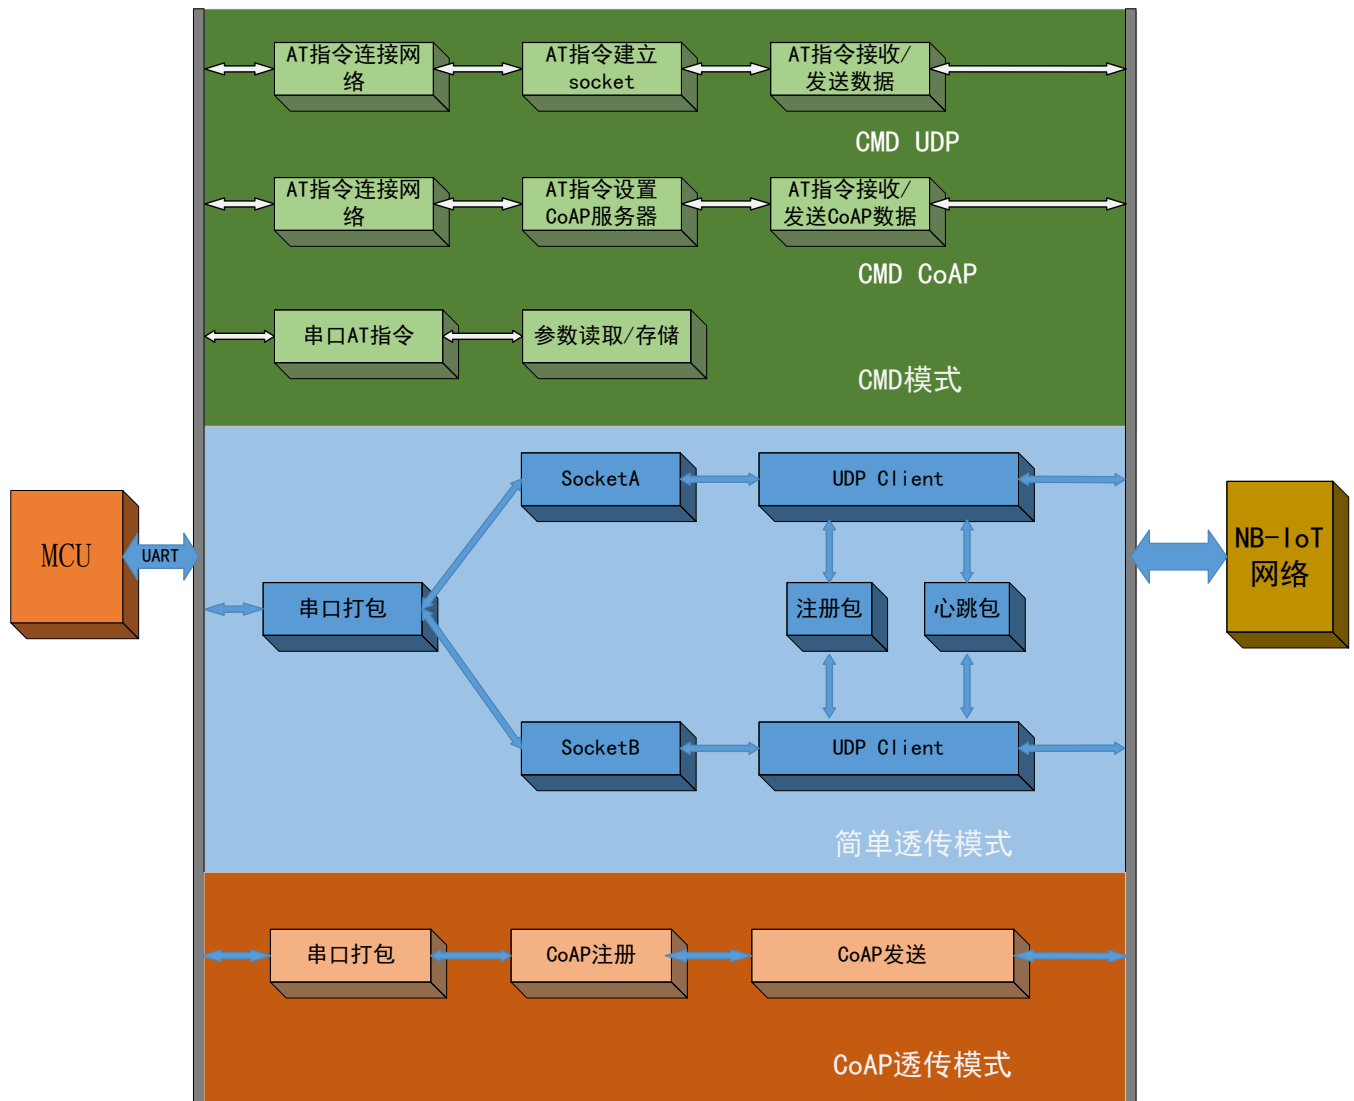 AT指令连接网
络
AT指令建立
socket
AT指令接收/
发送数据
CMD UDP
AT指令连接网
络
AT指令设置
CoAP服务器
AT指令接收/
发送CoAP数据
CMD CoAP
串口AT指令
参数读取/存储
CMD模式
MCU
UART
串口打包
SocketA
UDP Client
注册包
心跳包
SocketB
UDP Client
简单透传模式
NB-IoT
网络
串口打包
CoAP注册
CoAP发送
CoAP透传模式